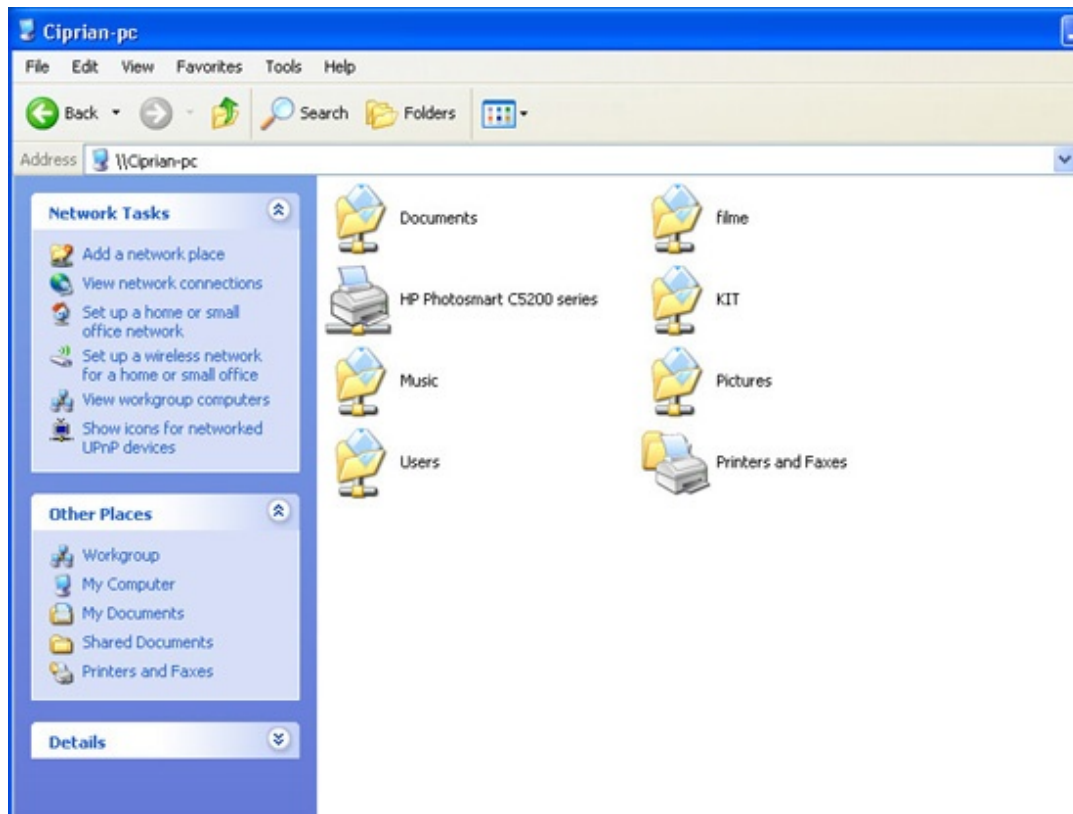 Ciprian-pc
File Edit View Favorites Tools Help
Back Search Folders
Address \\Ciprian-pc
Network Tasks
Add a network place
View network connections
Set up a home or small
office network
Set up a wireless network
for a home or small office
View workgroup computers
Show icons for networked
UPnP devices
Other Places
Workgroup
My Computer
My Documents
Shared Documents
Printers and Faxes
Details
Documents filme
HP Photosmart C5200 series KIT
Music Pictures
Users Printers and Faxes